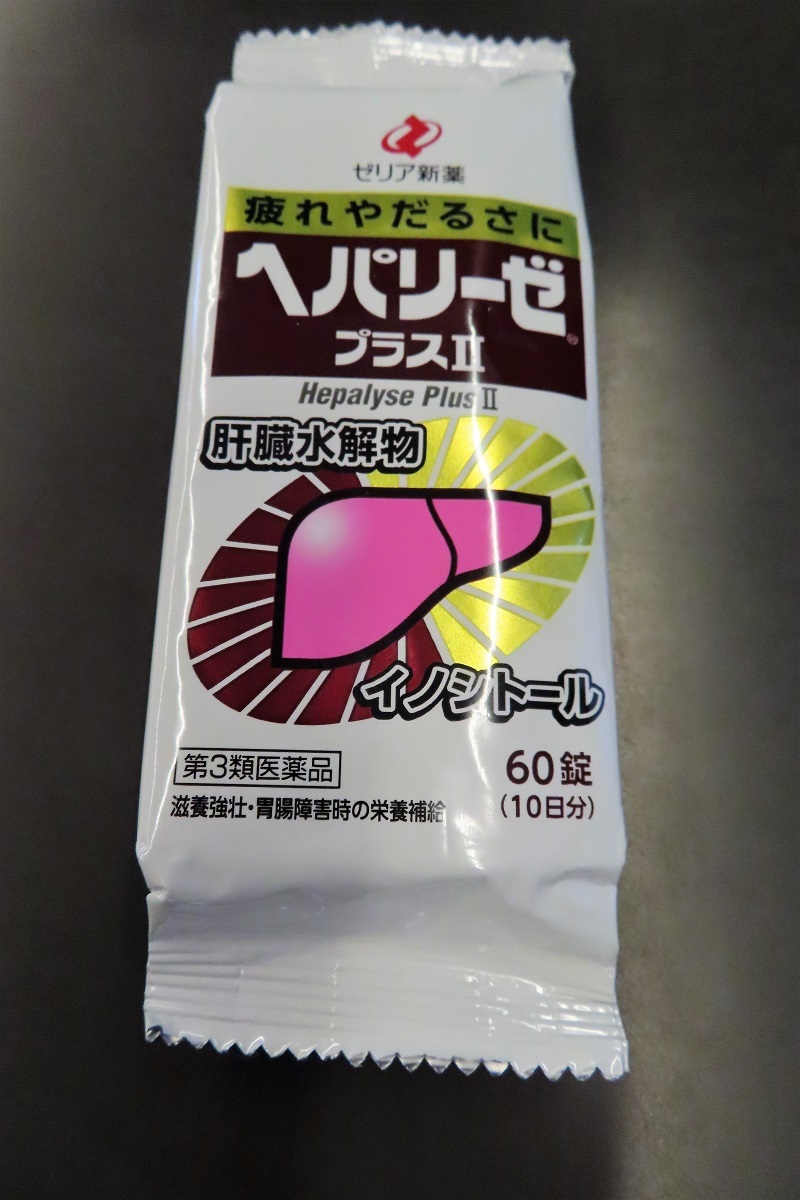 ゼリア新薬
疲れやだるさに
ヘパリーゼ®
プラスⅡ
Hepalyse Plus Ⅱ
肝臓水解物
イノシトール
第3類医薬品
60錠
滋養強壮・胃腸障害時の栄養補給
(10日分)